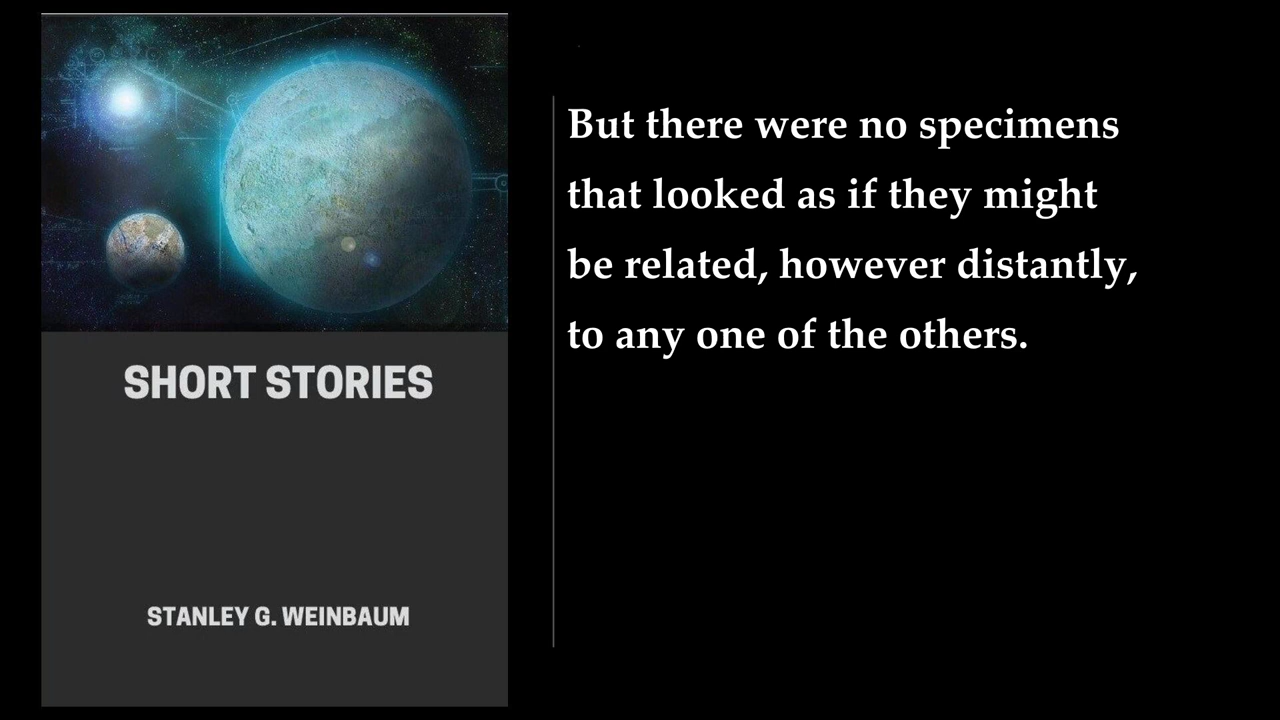 SHORT STORIES
STANLEY G. WEINBAUM
But there were no specimens
that looked as if they might
be related, however distantly,
to any one of the others.